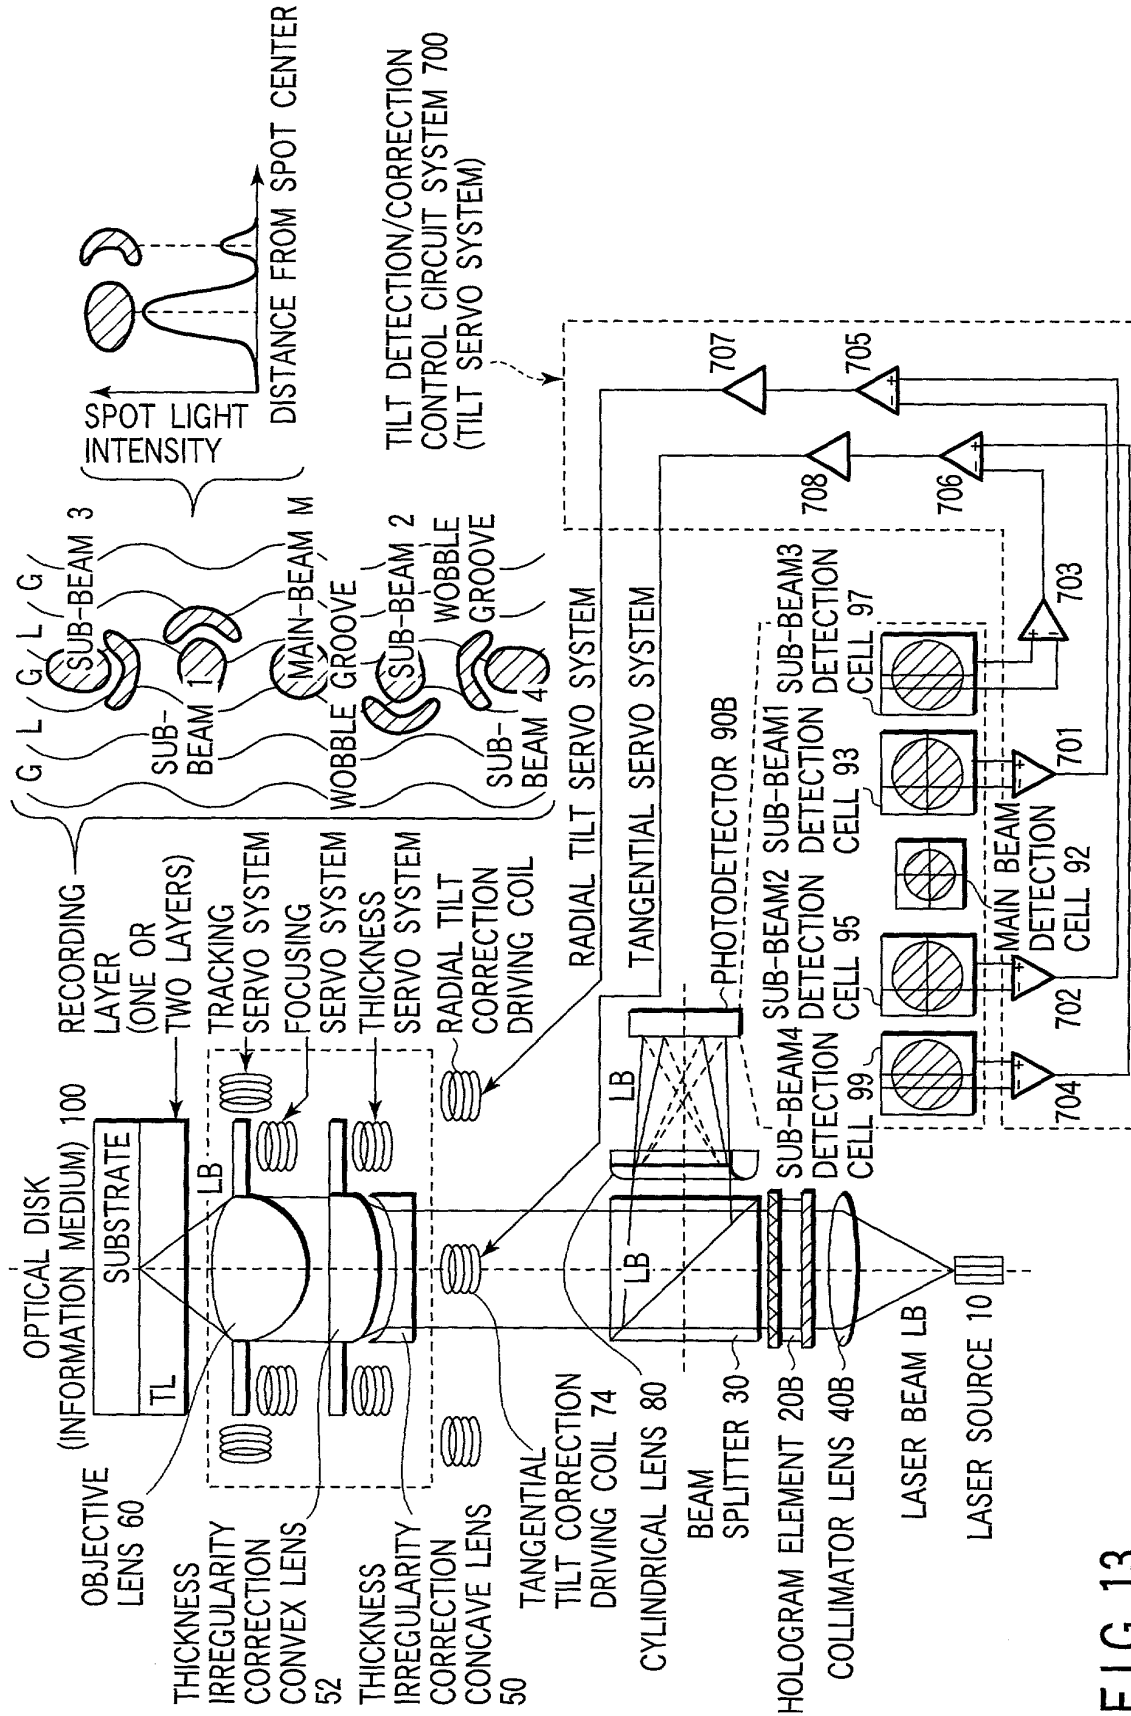 OPTICAL DISK
(INFORMATION MEDIUM) 100
SUBSTRATE
TL
LB
RECORDING
LAYER
(ONE OR
TWO LAYERS)
TRACKING
SERVO SYSTEM
FOCUSING
SERVO SYSTEM
THICKNESS
SERVO SYSTEM
RADIAL TILT
CORRECTION
DRIVING COIL
OBJECTIVE
LENS 60
THICKNESS
IRREGULARITY
CORRECTION
CONVEX LENS
52
THICKNESS
IRREGULARITY
CORRECTION
CONCAVE LENS
50
TANGENTIAL
TILT CORRECTION
DRIVING COIL 74
CYLINDRICAL LENS 80
BEAM
SPLITTER 30
HOLOGRAM ELEMENT 20B
COLLIMATOR LENS 40B
LASER BEAM LB
LASER SOURCE 10
LB
LB
G L G L G
SUB-BEAM 3
SUB-
BEAM 1
MAIN-BEAM M
WOBBLE GROOVE
SUB-BEAM 2
WOBBLE
GROOVE
SUB-
BEAM 4
SPOT LIGHT
INTENSITY
DISTANCE FROM SPOT CENTER
TILT DETECTION/CORRECTION
CONTROL CIRCUIT SYSTEM 700
(TILT SERVO SYSTEM)
RADIAL TILT SERVO SYSTEM
TANGENTIAL SERVO SYSTEM
PHOTODETECTOR 90B
SUB-BEAM4
DETECTION
CELL 99
SUB-BEAM2
DETECTION
CELL 95
SUB-BEAM1
DETECTION
CELL 93
SUB-BEAM3
DETECTION
CELL 97
MAIN BEAM
DETECTION
CELL 92
704
- +
702
- +
701
- +
703
+ -
706
- +
705
- +
708
707
FIG. 13